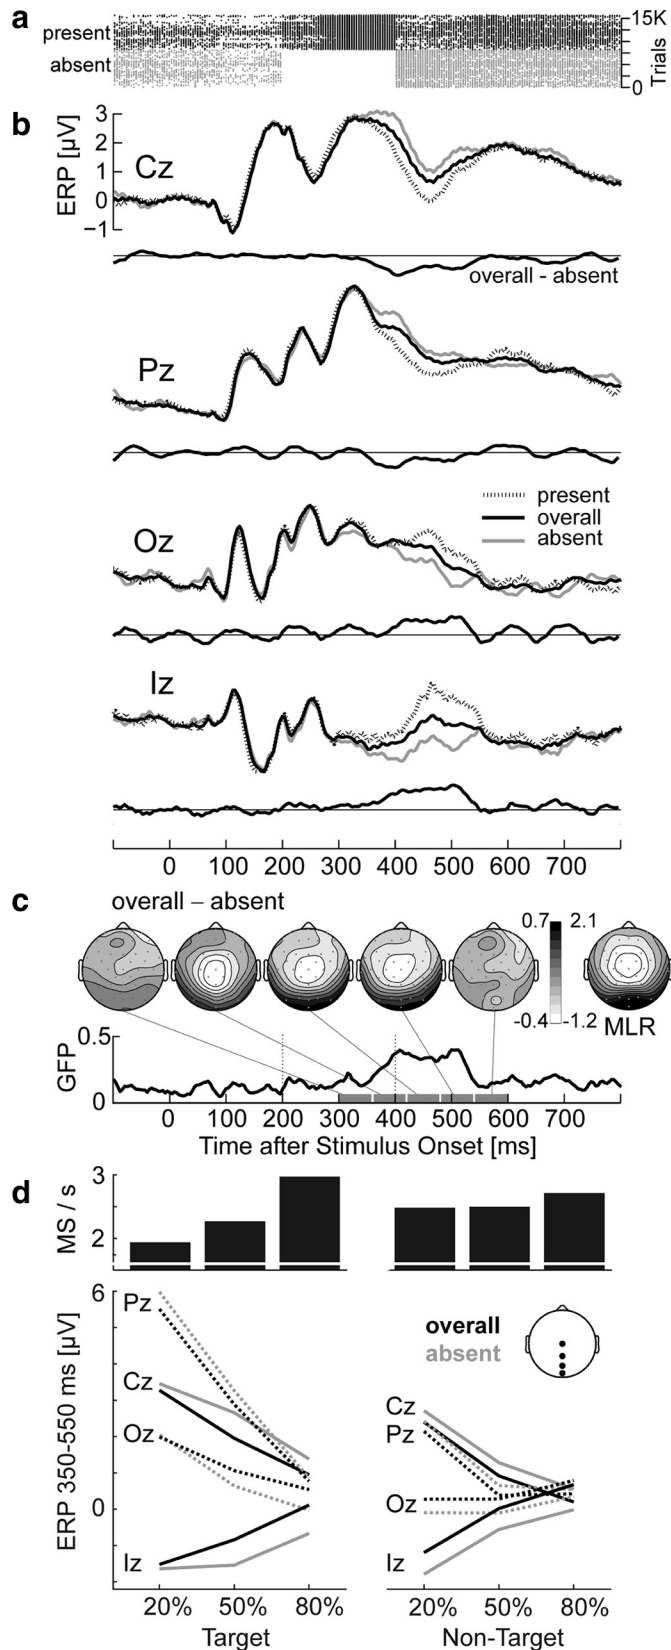 a
present
absent
15K
0
Trials
b
ERP [µV]
3
2
1
0
−1
Cz
overall - absent
Pz
present
overall
absent
Oz
Iz
0 100 200 300 400 500 600 700
c
overall – absent
0.7 2.1
-0.4 -1.2
MLR
GFP
0.5
0
0 100 200 300 400 500 600 700
Time after Stimulus Onset [ms]
d
MS / s
3
2
ERP 350-550 ms [µV]
6
0
Pz
Cz
Oz
Iz
overall
absent
Cz
Pz
Oz
Iz
20% 50% 80% 20% 50% 80%
Target Non-Target